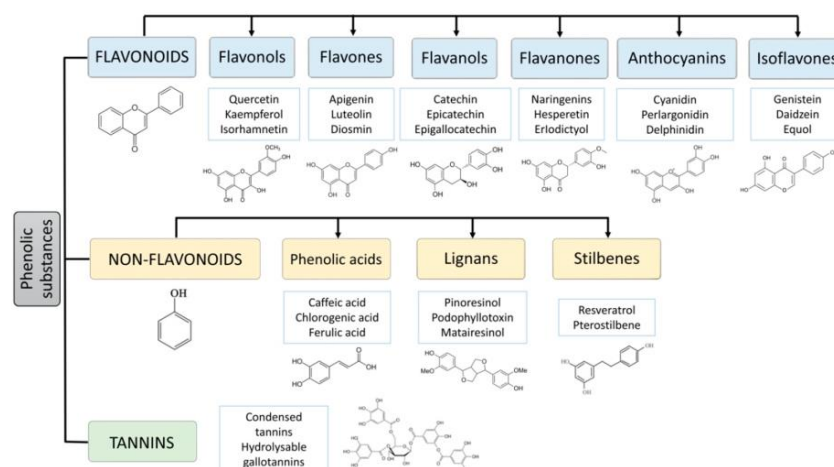 FLAVONOIDS
Flavonols
Flavones
Flavanols
Flavanones
Anthocyanins
Isoflavones
Quercetin
Kaempferol
Isorhamnetin
Apigenin
Luteolin
Diosmin
Catechin
Epicatechin
Epigallocatechin
Naringenins
Hesperetin
Erlodictyol
Cyanidin
Perlargonidin
Delphinidin
Genistein
Daidzein
Equol
Phenolic
substances
NON-FLAVONOIDS
Phenolic acids
Lignans
Stilbenes
OH
Caffeic acid
Chlorogenic acid
Ferulic acid
Pinoresinol
Podophyllotoxin
Matairesinol
Resveratrol
Pterostilbene
TANNINS
Condensed
tannins
Hydrolysable
gallotannins